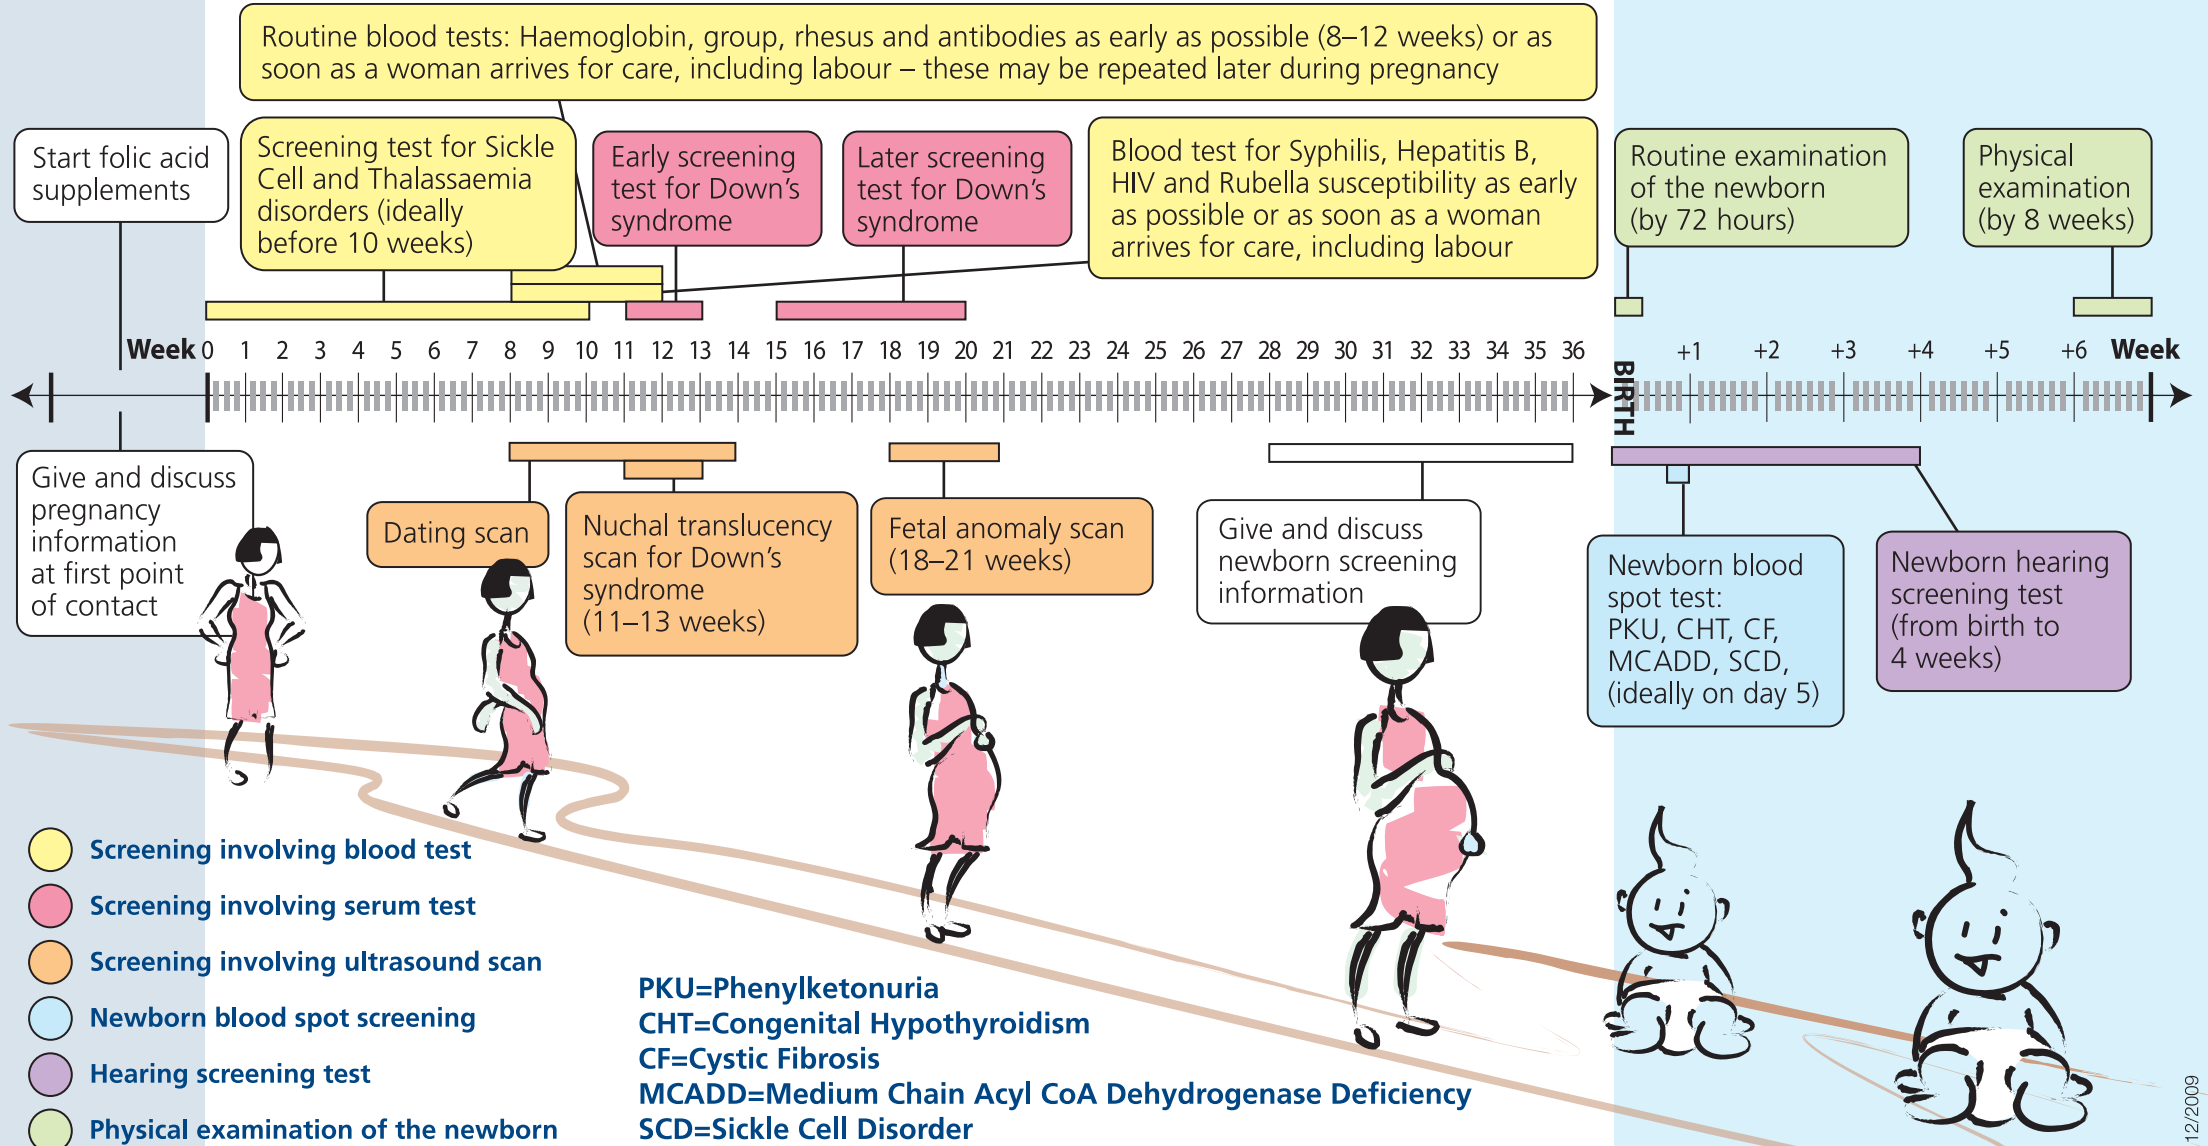 Routine blood tests: Haemoglobin, group, rhesus and antibodies as early as possible (8–12 weeks) or as
soon as a woman arrives for care, including labour – these may be repeated later during pregnancy
Start folic acid
supplements
Screening test for Sickle
Cell and Thalassaemia
disorders (ideally
before 10 weeks)
Early screening
test for Down's
syndrome
Later screening
test for Down's
syndrome
Blood test for Syphilis, Hepatitis B,
HIV and Rubella susceptibility as early
as possible or as soon as a woman
arrives for care, including labour
Routine examination
of the newborn
(by 72 hours)
Physical
examination
(by 8 weeks)
Week 0 1 2 3 4 5 6 7 8 9 10 11 12 13 14 15 16 17 18 19 20 21 22 23 24 25 26 27 28 29 30 31 32 33 34 35 36 +1 +2 +3 +4 +5 +6 Week
BIRTH
Give and discuss
pregnancy
information
at first point
of contact
Dating scan
Nuchal translucency
scan for Down's
syndrome
(11–13 weeks)
Fetal anomaly scan
(18–21 weeks)
Give and discuss
newborn screening
information
Newborn blood
spot test:
PKU, CHT, CF,
MCADD, SCD,
(ideally on day 5)
Newborn hearing
screening test
(from birth to
4 weeks)
Screening involving blood test
Screening involving serum test
Screening involving ultrasound scan
Newborn blood spot screening
Hearing screening test
Physical examination of the newborn
PKU=Phenylketonuria
CHT=Congenital Hypothyroidism
CF=Cystic Fibrosis
MCADD=Medium Chain Acyl CoA Dehydrogenase Deficiency
SCD=Sickle Cell Disorder
12/2009